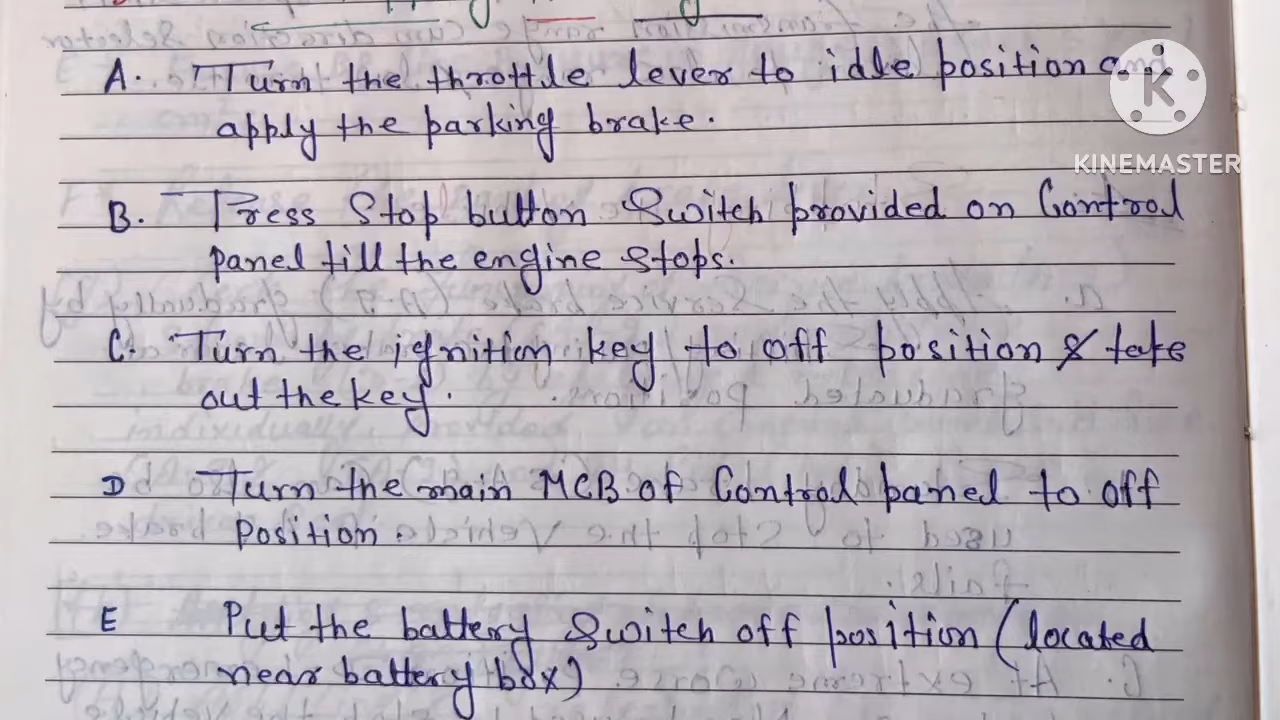 A. Turn the throttle lever to idle position and
apply the parking brake.
B. Press Stop button Switch provided on Control
panel till the engine stops.
C. Turn the ignition key to off position & take
out the key.
D Turn the main MCB of Control panel to off
Position.
E Put the battery Switch off position (located
near battery box)
K
KINEMASTER